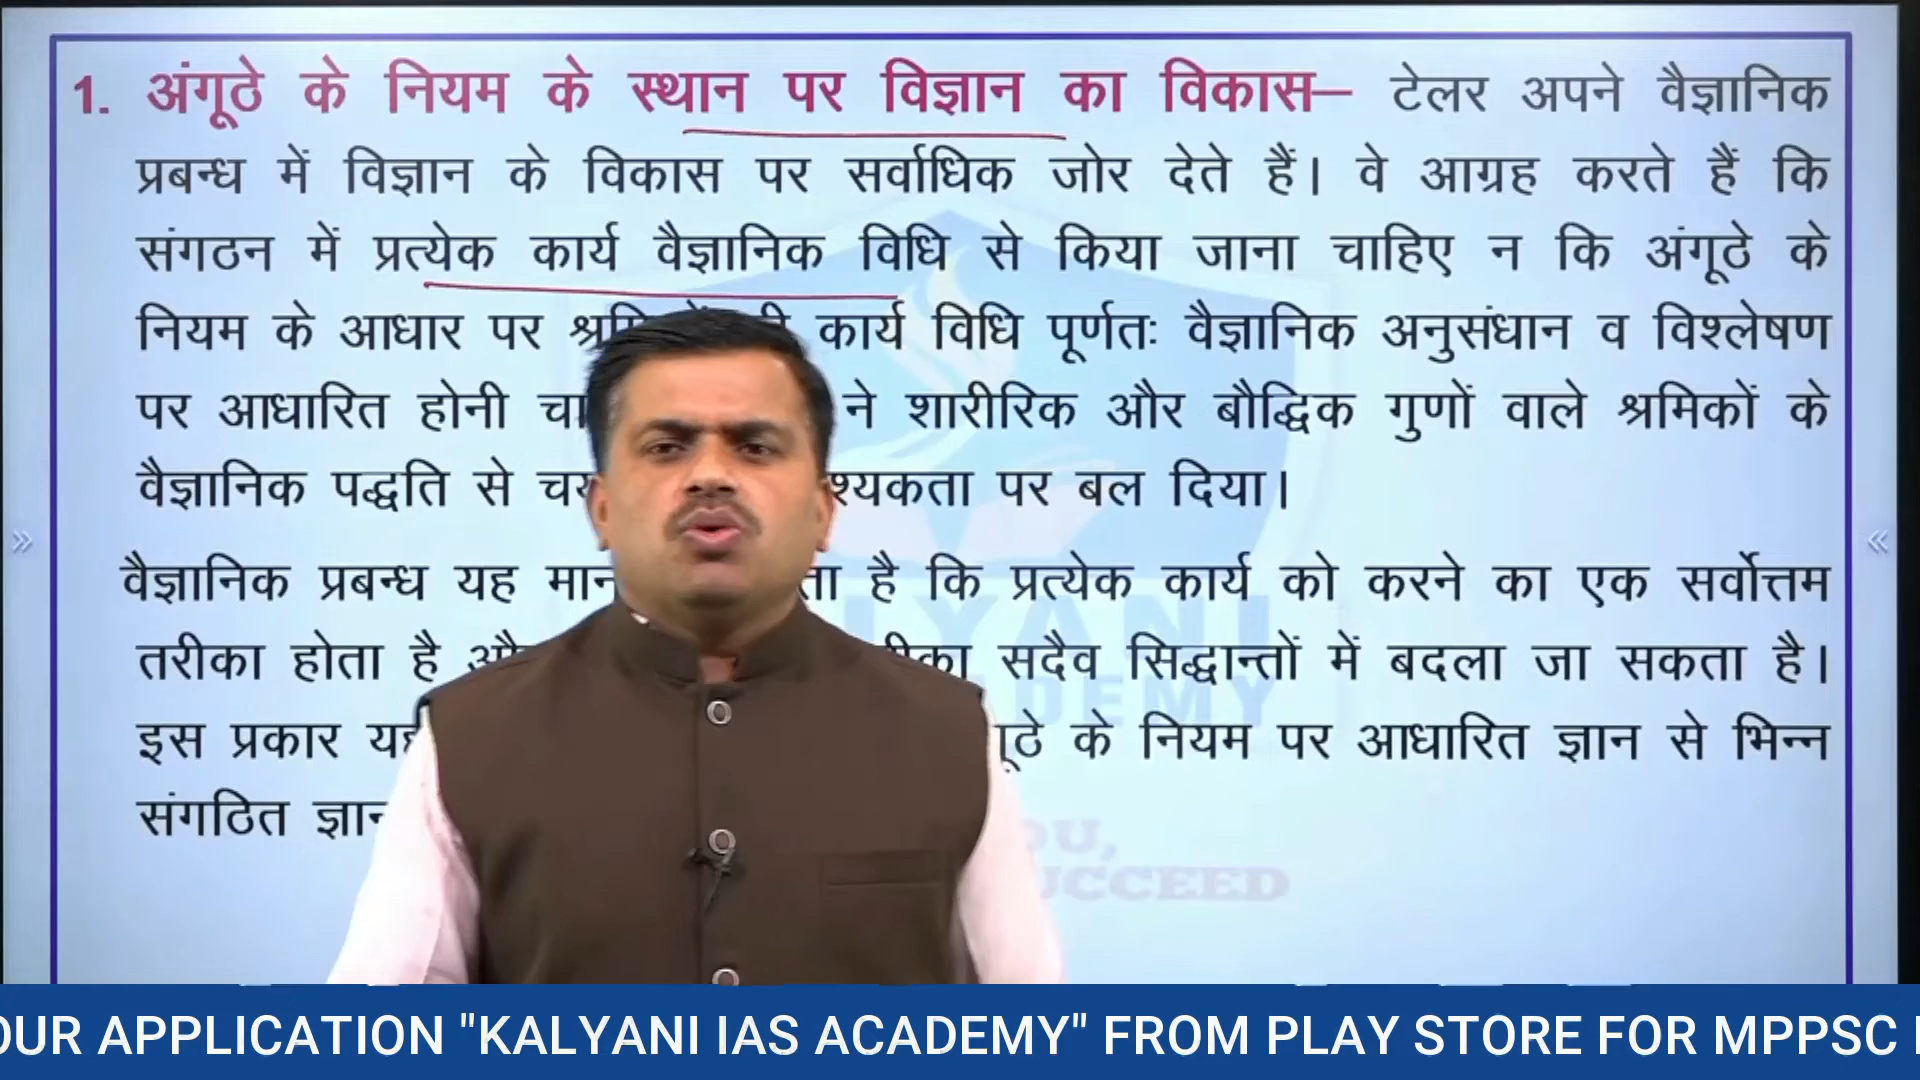 1. अंगूठे के नियम के स्थान पर विज्ञान का विकास– टेलर अपने वैज्ञानिक
प्रबन्ध में विज्ञान के विकास पर सर्वाधिक जोर देते हैं। वे आग्रह करते हैं कि
संगठन में प्रत्येक कार्य वैज्ञानिक विधि से किया जाना चाहिए न कि अंगूठे के
नियम के आधार पर कार्य विधि पूर्णतः वैज्ञानिक अनुसंधान व विश्लेषण
पर आधारित होनी ने शारीरिक और बौद्धिक गुणों वाले श्रमिकों के
वैज्ञानिक पद्धति से पर बल दिया।
वैज्ञानिक प्रबन्ध यह है कि प्रत्येक कार्य को करने का एक सर्वोत्तम
तरीका होता है सदैव सिद्धान्तों में बदला जा सकता है।
इस प्रकार के नियम पर आधारित ज्ञान से भिन्न
संगठित
OUR APPLICATION "KALYANI IAS ACADEMY" FROM PLAY STORE FOR MPPSC